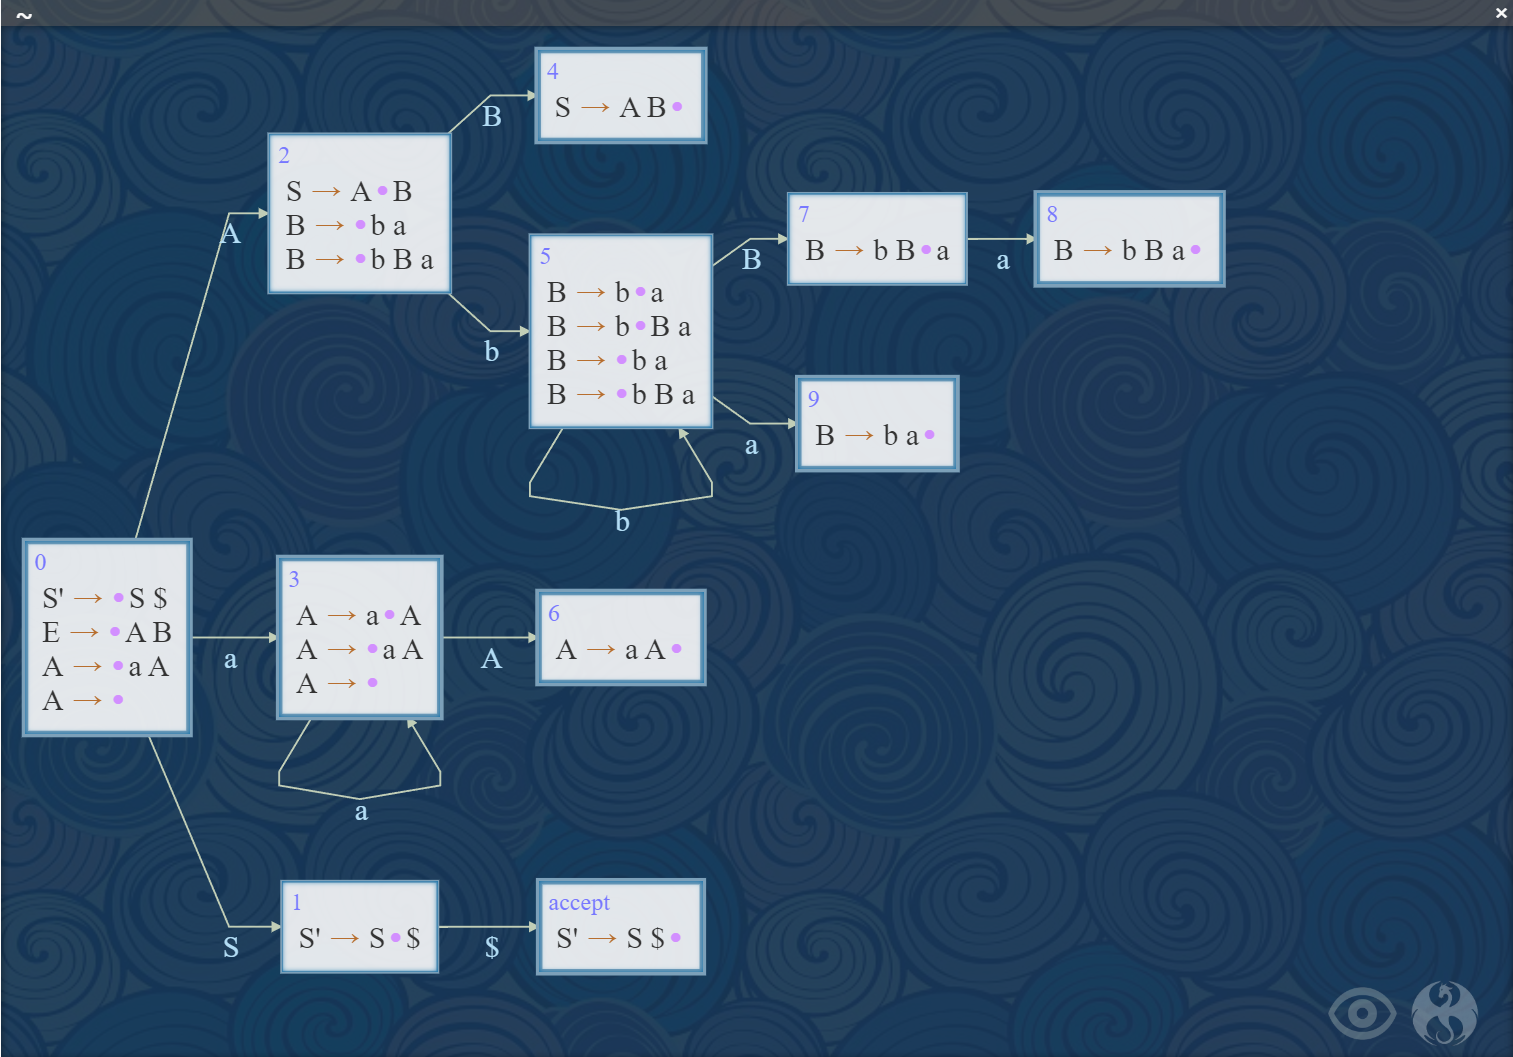 ~ ×
4
S → A B •
2
S → A • B
B → • b a
B → • b B a
B
A
b
5
B → b • a
B → b • B a
B → • b a
B → • b B a
b
7
B → b B • a
B
a
8
B → b B a •
9
B → b a •
a
0
S' → • S $
E → • A B
A → • a A
A → •
a
3
A → a • A
A → • a A
A → •
a
A
6
A → a A •
S
1
S' → S • $
$
accept
S' → S $ •